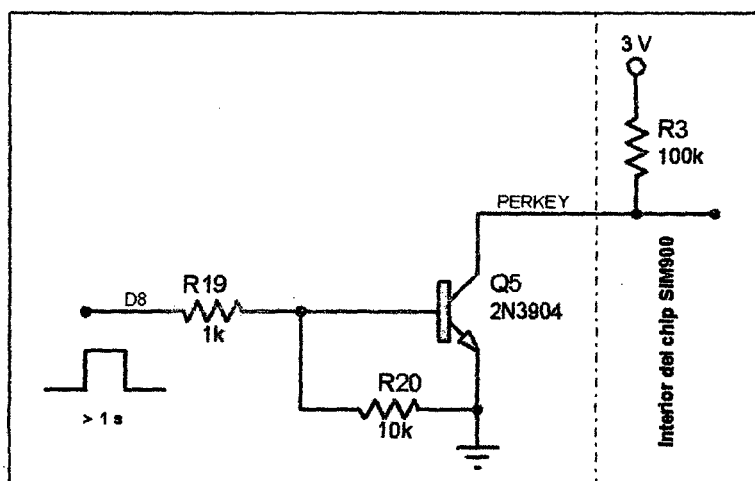 3 V
R3
100k
PERKEY
R19
D8
1k
Q5
2N3904
> 1 s
R20
10k
Interior del chip SIM900